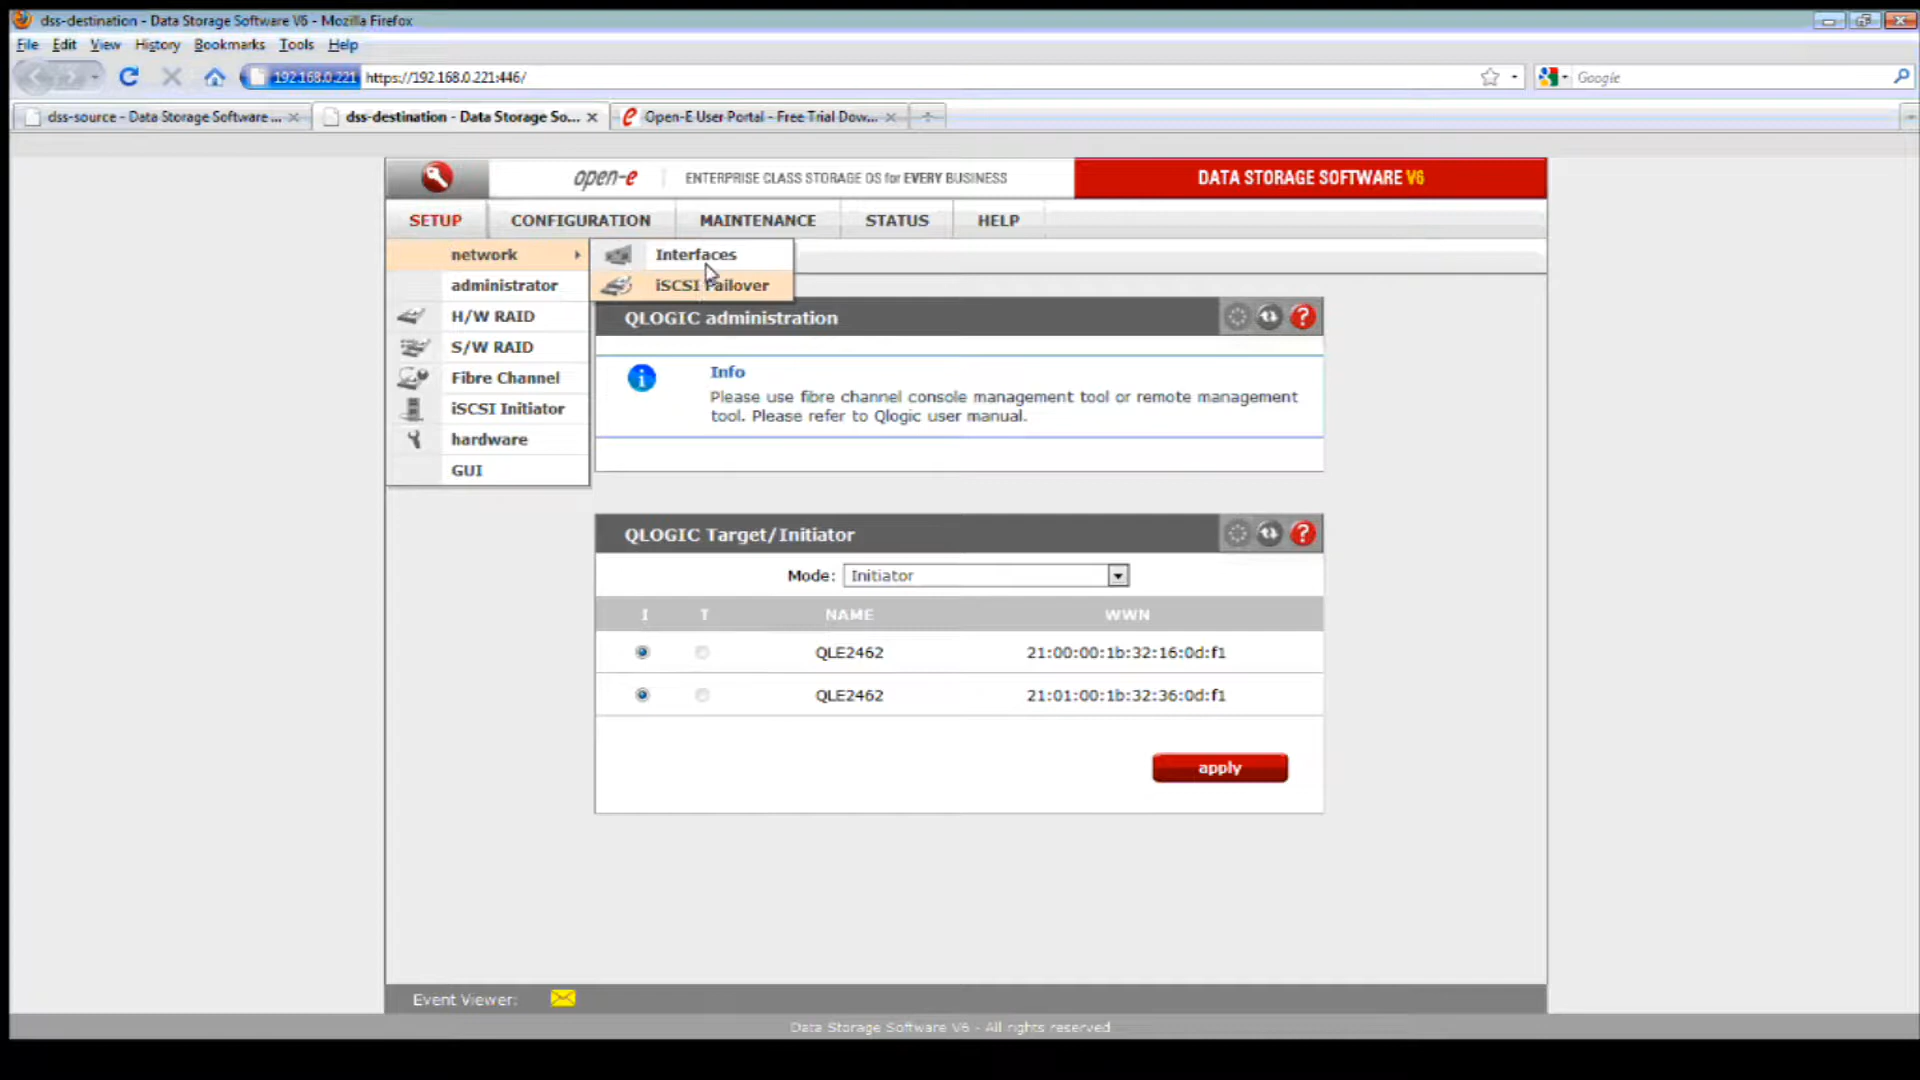 dss-destination - Data Storage Software V6 - Mozilla Firefox
File Edit View History Bookmarks Tools Help
192.168.0.221 https://192.168.0.221:446/ Google
dss-source - Data Storage Software ... dss-destination - Data Storage So... Open-E User Portal - Free Trial Dow...
open-e ENTERPRISE CLASS STORAGE OS for EVERY BUSINESS DATA STORAGE SOFTWARE V6
SETUP CONFIGURATION MAINTENANCE STATUS HELP
network Interfaces
administrator iSCSI Failover
H/W RAID
S/W RAID
Fibre Channel
iSCSI Initiator
hardware
GUI
QLOGIC administration
Info
Please use fibre channel console management tool or remote management
tool. Please refer to Qlogic user manual.
QLOGIC Target/Initiator
Mode: Initiator
I T NAME WWN
QLE2462 21:00:00:1b:32:16:0d:f1
QLE2462 21:01:00:1b:32:36:0d:f1
apply
Event Viewer:
Data Storage Software V6 - All rights reserved